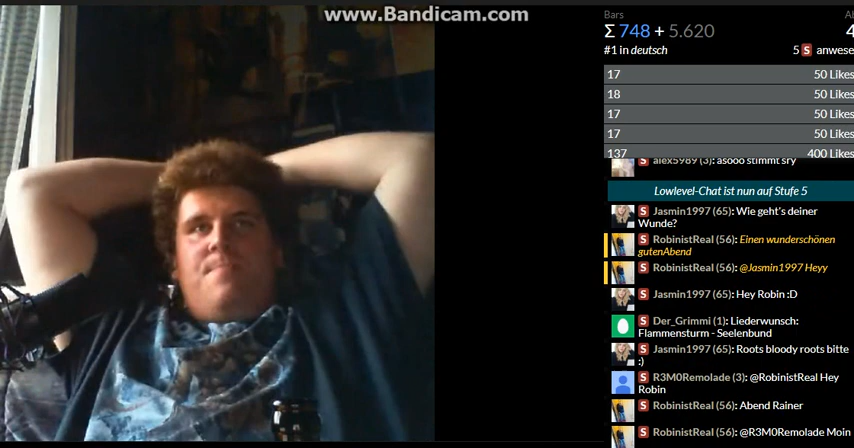 www.Bandicam.com
Bars
Σ 748 + 5.620
4
#1 in deutsch
5 S anwese
17 50 Likes
18 50 Likes
17 50 Likes
17 50 Likes
137 400 Likes
S alex5989 (3): asooo stimmt sry
Lowlevel-Chat ist nun auf Stufe 5
S Jasmin1997 (65): Wie geht's deiner
Wunde?
S RobinistReal (56): Einen wunderschönen
gutenAbend
S RobinistReal (56): @Jasmin1997 Heyy
S Jasmin1997 (65): Hey Robin :D
S Der_Grimmi (1): Liederwunsch:
Flammensturm - Seelenbund
S Jasmin1997 (65): Roots bloody roots bitte
:)
S R3M0Remolade (3): @RobinistReal Hey
Robin
S RobinistReal (56): Abend Rainer
S RobinistReal (56): @R3M0Remolade Moin